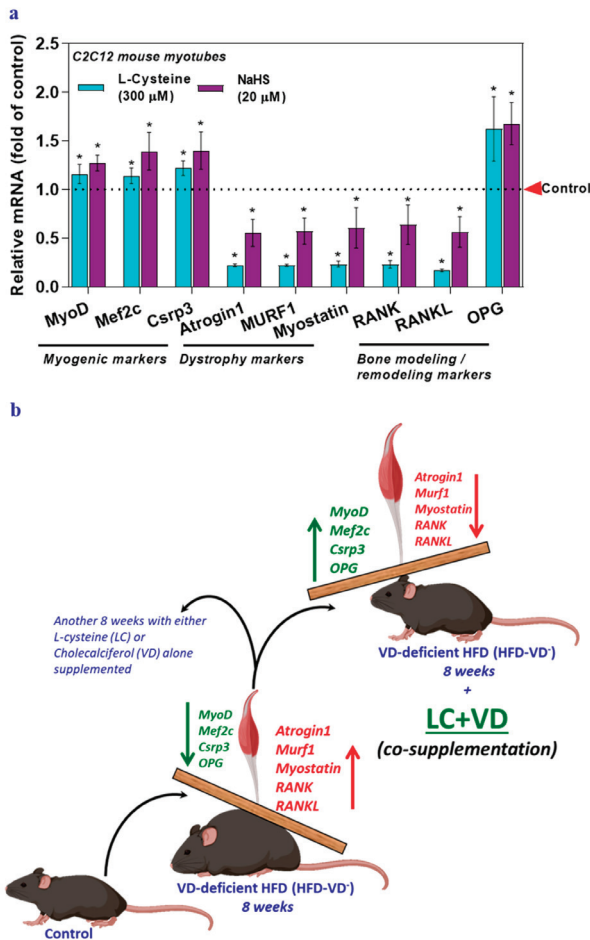 a
C2C12 mouse myotubes
L-Cysteine
(300 μM)
NaHS
(20 μM)
Relative mRNA (fold of control)
2.5
2.0
1.5
1.0
0.5
0.0
* * * * * * * * * * * * * * * * * *
Control
MyoD
Mef2c
Csrp3
Atrogin1
MURF1
Myostatin
RANK
RANKL
OPG
Myogenic markers
Dystrophy markers
Bone modeling /
remodeling markers
b
MyoD
Mef2c
Csrp3
OPG
Atrogin1
Murf1
Myostatin
RANK
RANKL
Another 8 weeks with either
L-cysteine (LC) or
Cholecalciferol (VD) alone
supplemented
VD-deficient HFD (HFD-VD⁻)
8 weeks
+
LC+VD
(co-supplementation)
MyoD
Mef2c
Csrp3
OPG
Atrogin1
Murf1
Myostatin
RANK
RANKL
VD-deficient HFD (HFD-VD⁻)
8 weeks
Control